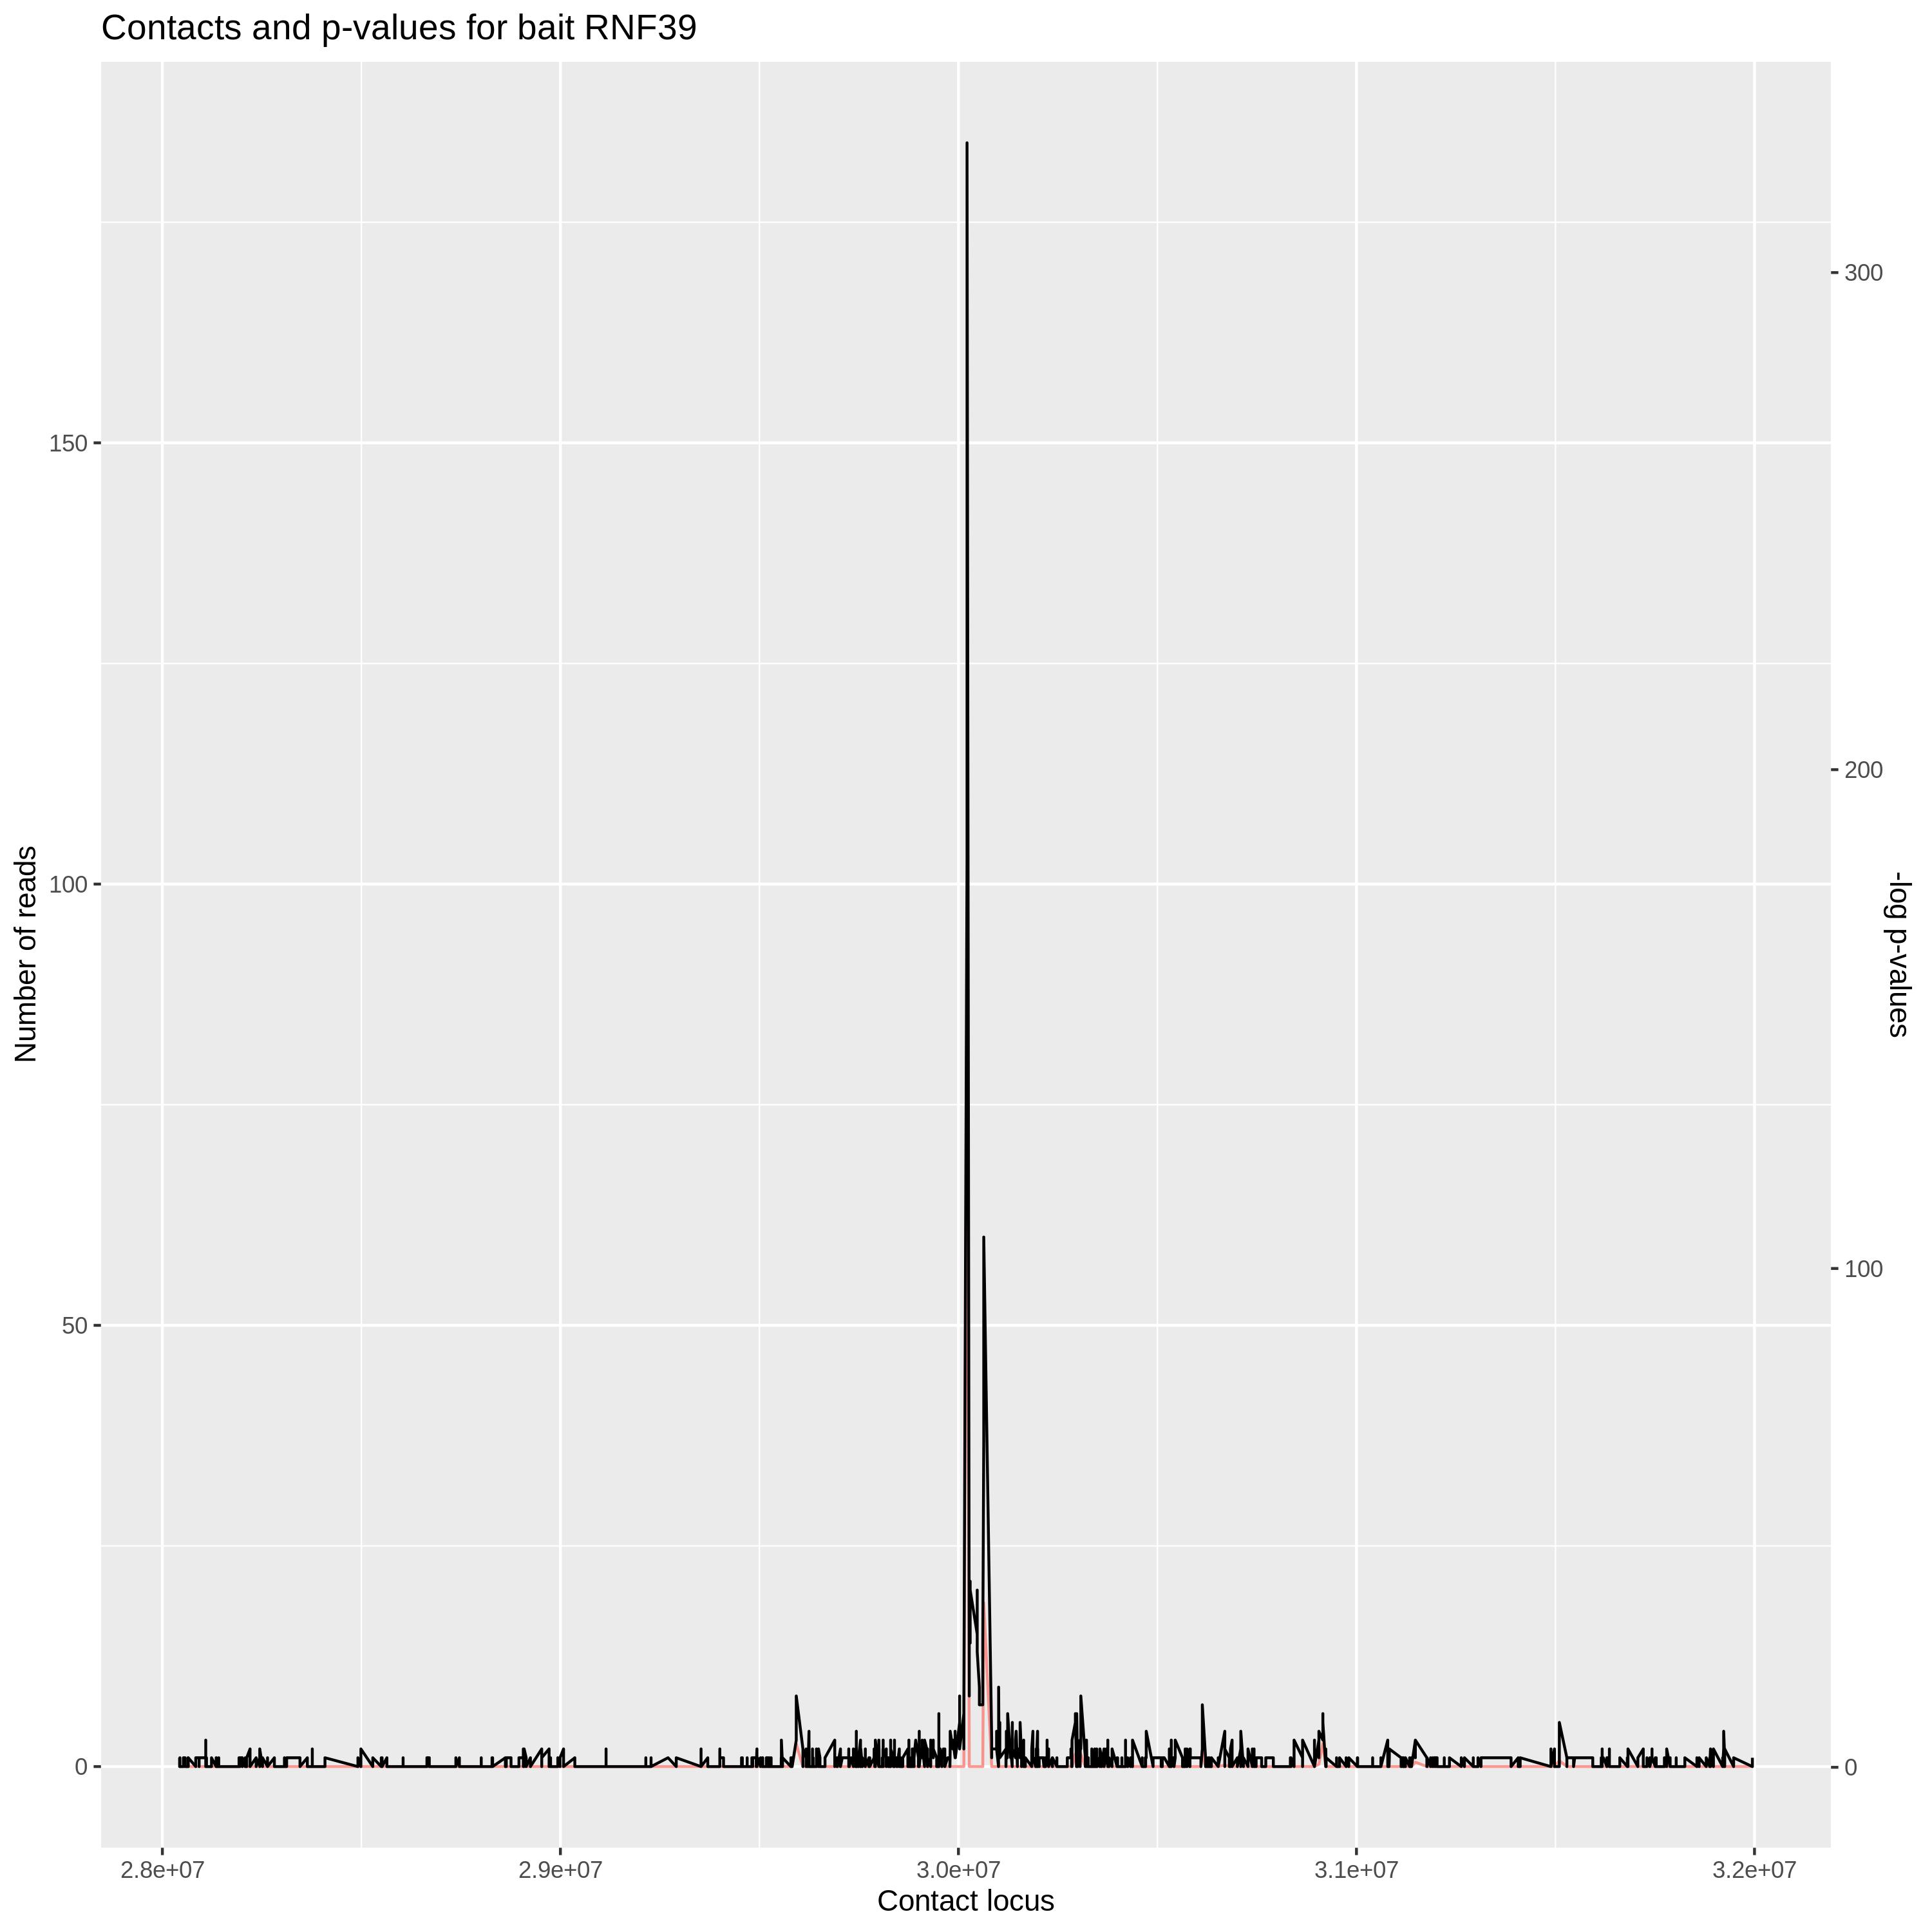 Contacts and p-values for bait RNF39
150
100
50
0
Number of reads
300
200
100
0
-log p-values
2.8e+07
2.9e+07
3.0e+07
3.1e+07
3.2e+07
Contact locus